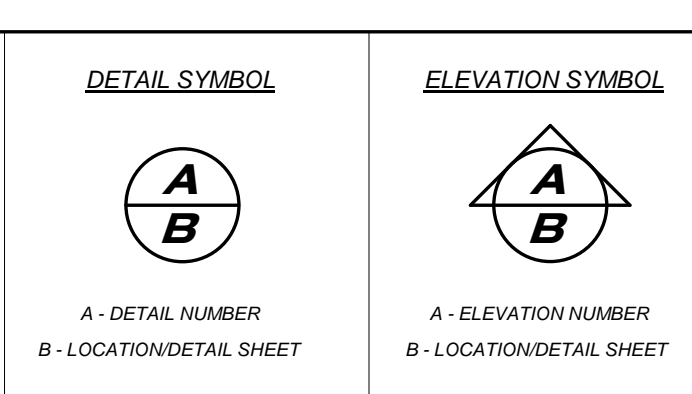 DETAIL SYMBOL
A
B
A - DETAIL NUMBER
B - LOCATION/DETAIL SHEET
ELEVATION SYMBOL
A
B
A - ELEVATION NUMBER
B - LOCATION/DETAIL SHEET